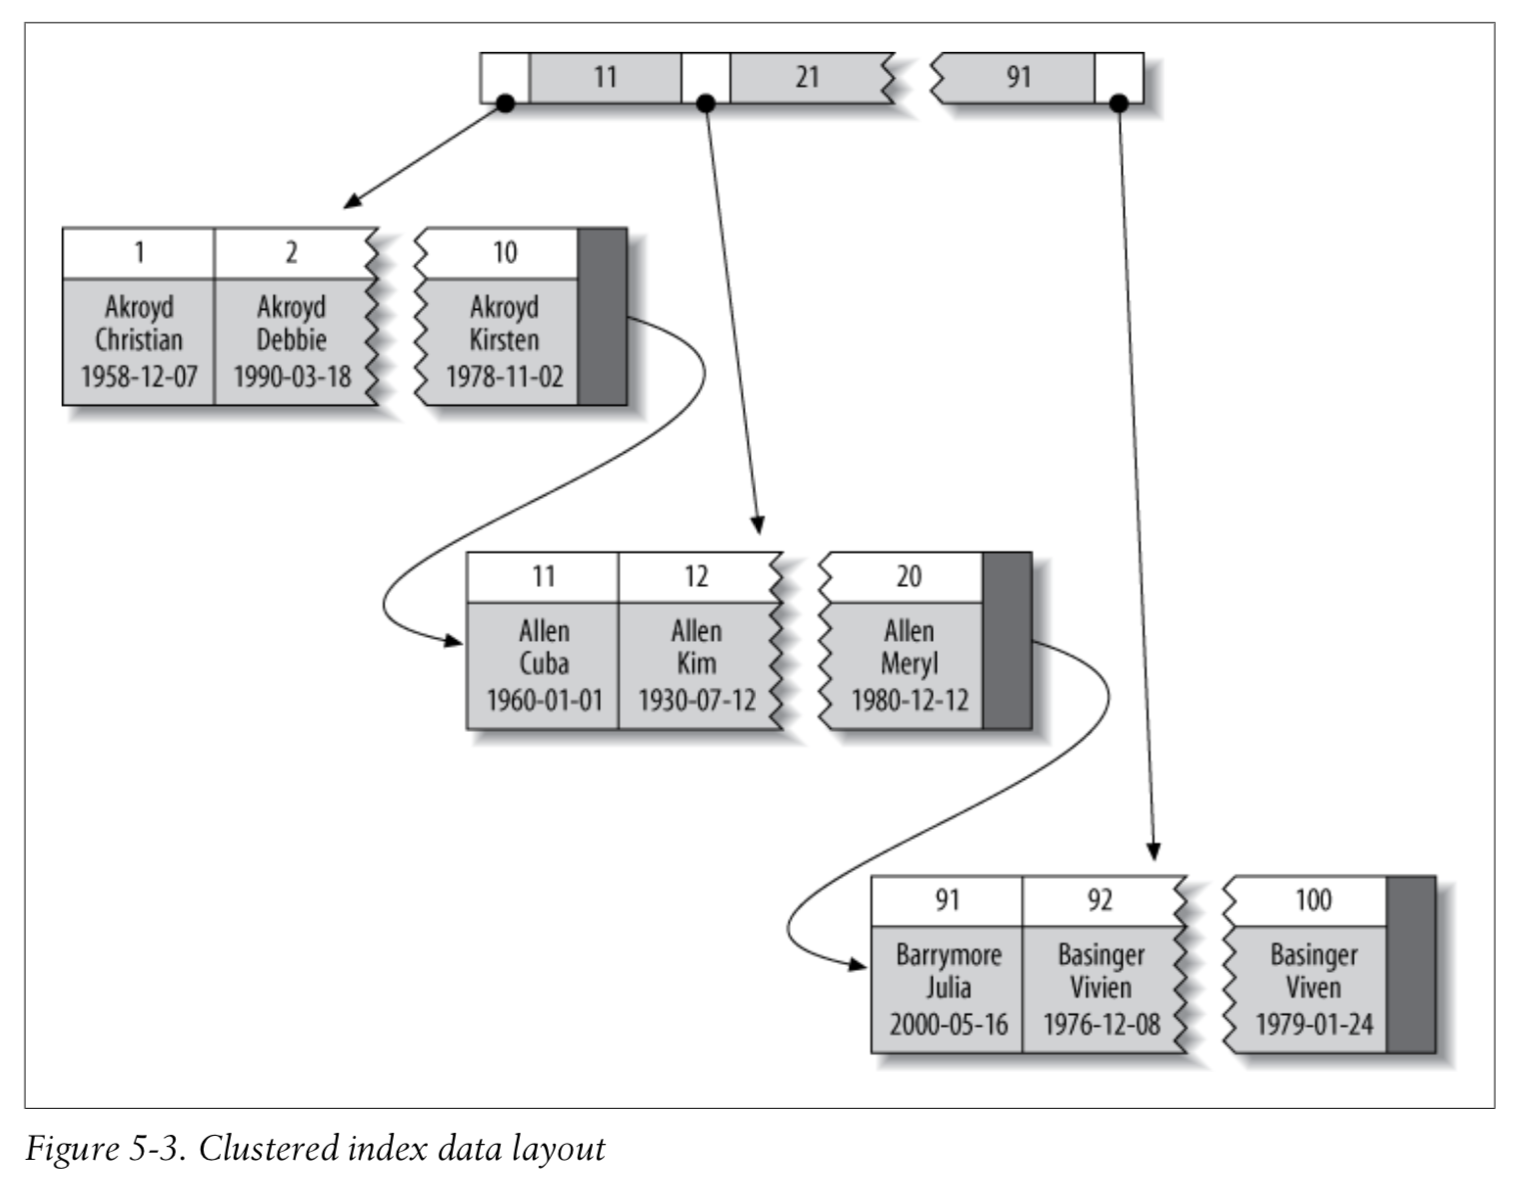 11 21 91
1 2 10
Akroyd Akroyd Akroyd
Christian Debbie Kirsten
1958-12-07 1990-03-18 1978-11-02
11 12 20
Allen Allen Allen
Cuba Kim Meryl
1960-01-01 1930-07-12 1980-12-12
91 92 100
Barrymore Basinger Basinger
Julia Vivien Viven
2000-05-16 1976-12-08 1979-01-24
Figure 5-3. Clustered index data layout